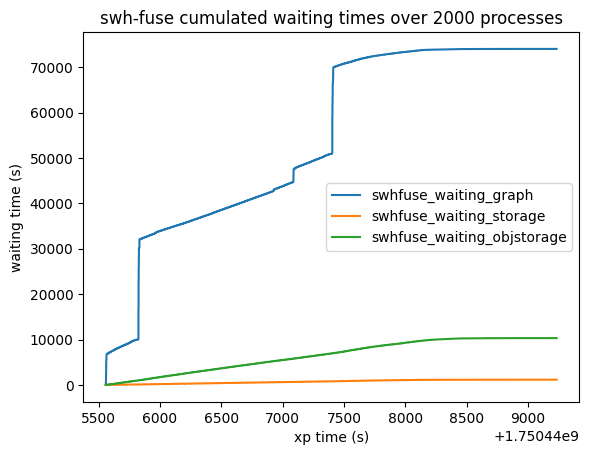 swh-fuse cumulated waiting times over 2000 processes
70000
60000
50000
40000
30000
20000
10000
0
waiting time (s)
swhfuse_waiting_graph
swhfuse_waiting_storage
swhfuse_waiting_objstorage
5500 6000 6500 7000 7500 8000 8500 9000
xp time (s)
+1.75044e9